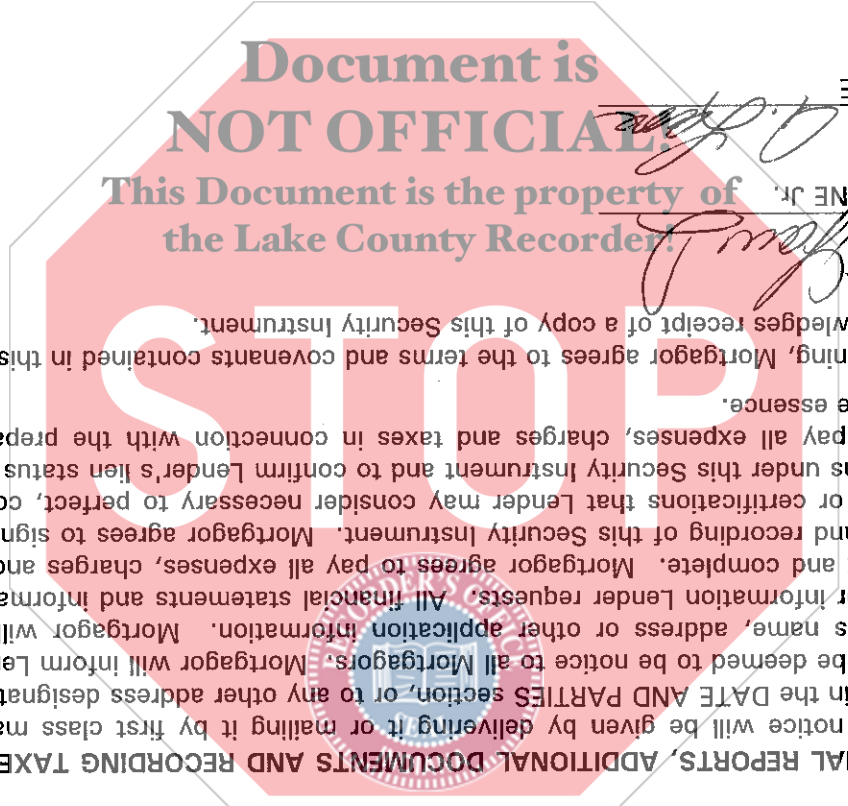 Document is
NOT OFFICIAL!
This Document is the property of
the Lake County Recorder!
STOP
RECORDER'S OFFICE
IAL REPORTS, ADDITIONAL DOCUMENTS AND RECORDING TAXE
notice will be given by delivering it or mailing it by first class ma
in the DATE AND PARTIES section, or to any other address designat
be deemed to be notice to all Mortgagors. Mortgagor will inform Le
s name, address or other application information. Mortgagor will
r information Lender requests. All financial statements and informa
and complete. Mortgagor agrees to pay all expenses, charges and
and recording of this Security Instrument. Mortgagor agrees to sign
or certifications that Lender may consider necessary to perfect, co
ns under this Security Instrument and to confirm Lender's lien status
pay all expenses, charges and taxes in connection with the prepa
e essence.
ning, Mortgagor agrees to the terms and covenants contained in this
wledges receipt of a copy of this Security Instrument.
NE Jr.
E